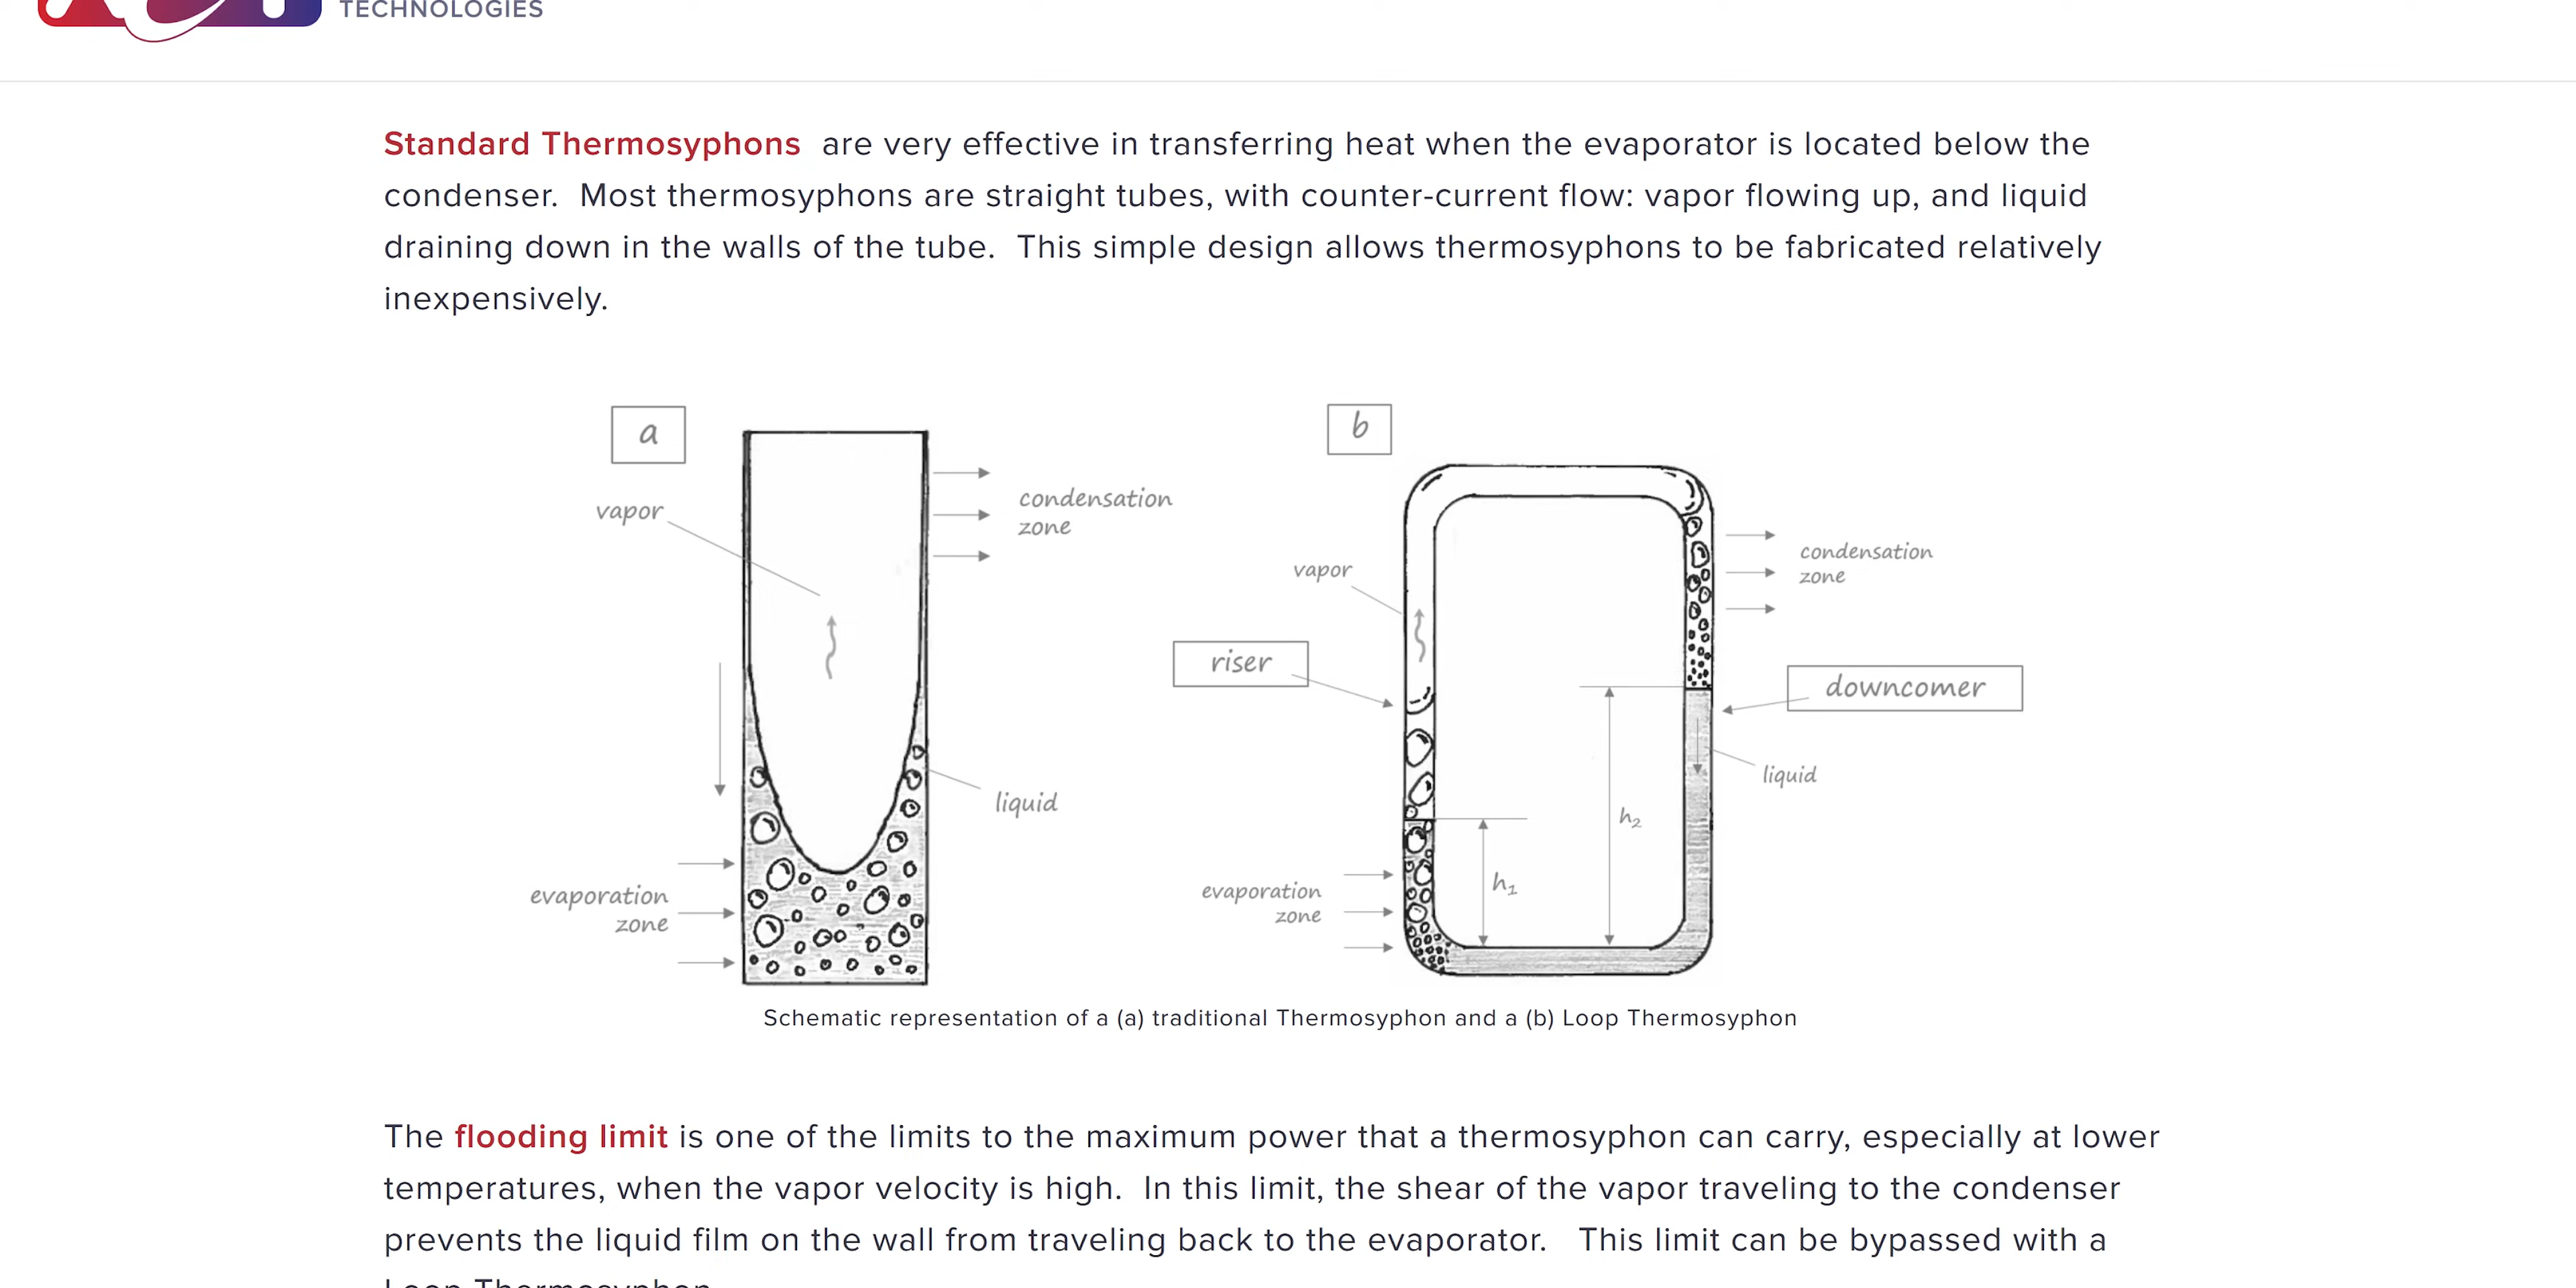 TECHNOLOGIES
Standard Thermosyphons are very effective in transferring heat when the evaporator is located below the
condenser. Most thermosyphons are straight tubes, with counter-current flow: vapor flowing up, and liquid
draining down in the walls of the tube. This simple design allows thermosyphons to be fabricated relatively
inexpensively.
a
vapor
condensation
zone
liquid
evaporation
zone
b
vapor
condensation
zone
riser
downcomer
liquid
h2
h1
evaporation
zone
Schematic representation of a (a) traditional Thermosyphon and a (b) Loop Thermosyphon
The flooding limit is one of the limits to the maximum power that a thermosyphon can carry, especially at lower
temperatures, when the vapor velocity is high. In this limit, the shear of the vapor traveling to the condenser
prevents the liquid film on the wall from traveling back to the evaporator. This limit can be bypassed with a
Loop Thermosyphon